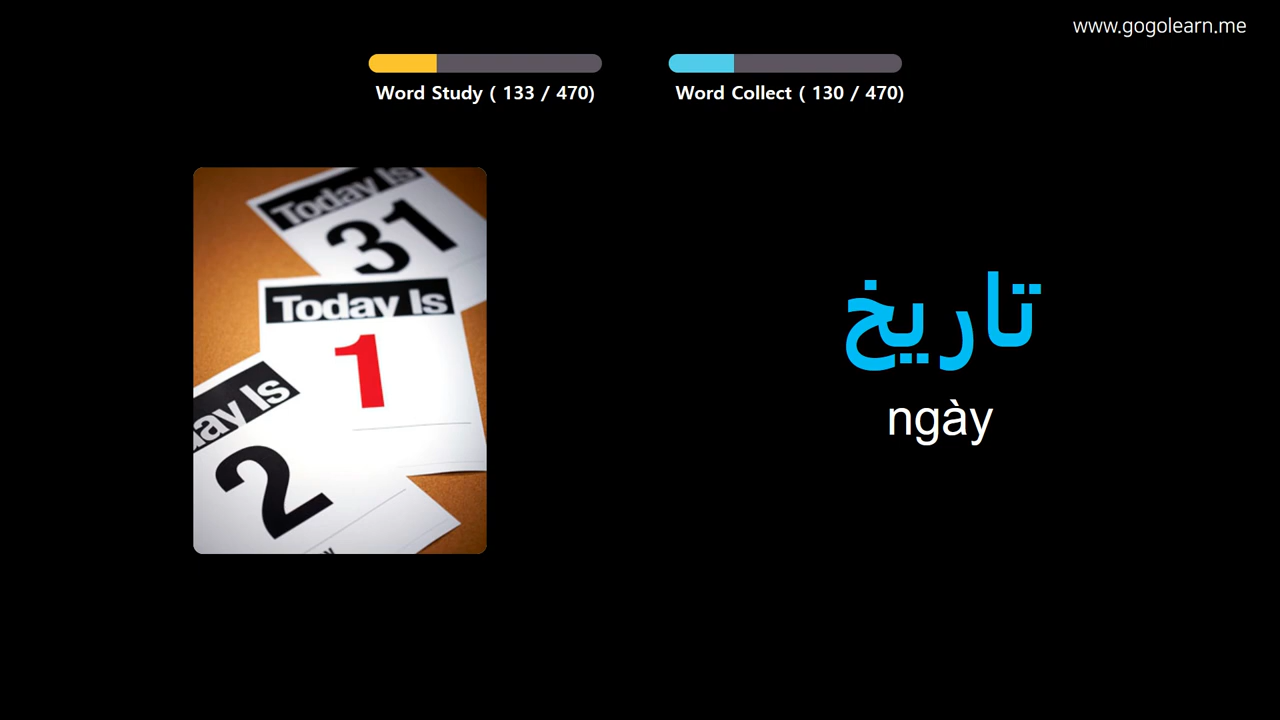 www.gogolearn.me
Word Study ( 133 / 470)
Word Collect ( 130 / 470)
Today Is
31
Today Is
1
ay Is
2
تاريخ
ngày